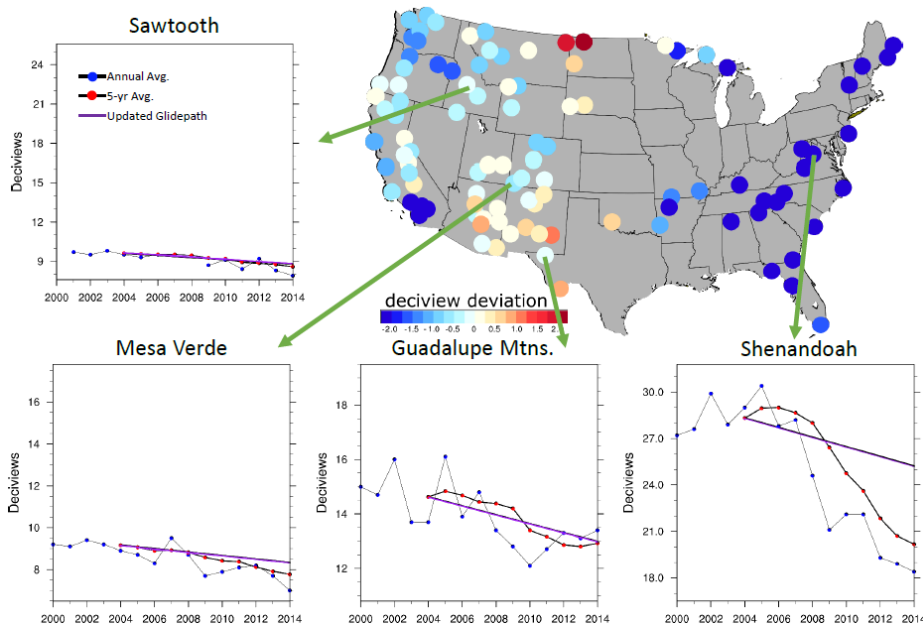 Sawtooth
24
21
18
15
12
9
Deciviews
Annual Avg.
5-yr Avg.
Updated Glidepath
2000 2002 2004 2006 2008 2010 2012 2014
deciview deviation
-2.0 -1.5 -1.0 -0.5 0 0.5 1.0 1.5 2.0
Mesa Verde
16
14
12
10
8
Deciviews
2000 2002 2004 2006 2008 2010 2012 2014
Guadalupe Mtns.
18
16
14
12
Deciviews
2000 2002 2004 2006 2008 2010 2012 2014
Shenandoah
30.0
27.0
24.0
21.0
18.0
Deciviews
2000 2002 2004 2006 2008 2010 2012 2014